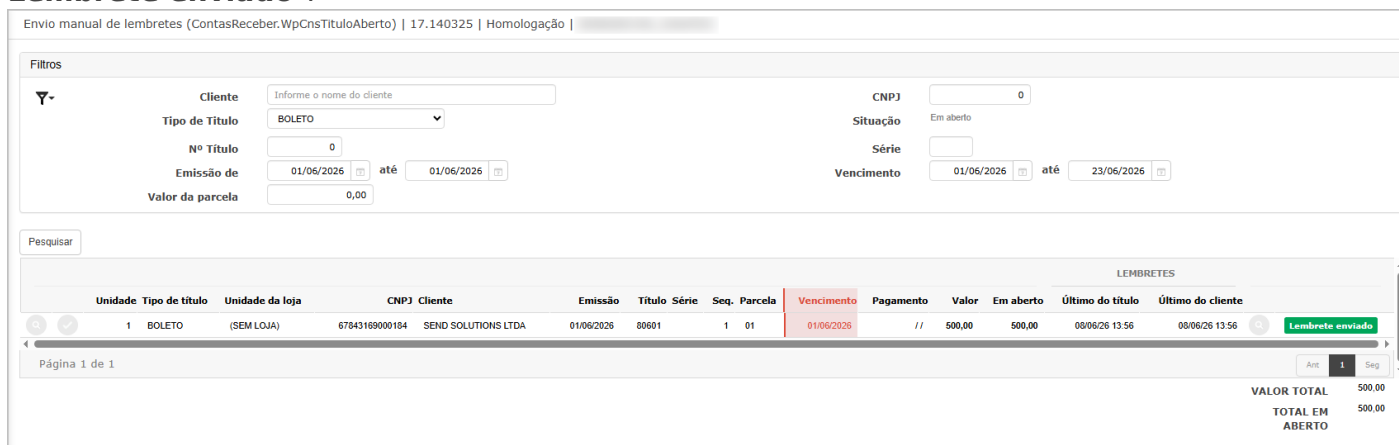 Envio manual de lembretes (ContasReceber.WpCnsTituloAberto) | 17.140325 | Homologação |
Filtros
Cliente Informe o nome do cliente CNPJ 0
Tipo de Titulo BOLETO Situação Em aberto
Nº Título 0 Série
Emissão de 01/06/2026 até 01/06/2026 Vencimento 01/06/2026 até 23/06/2026
Valor da parcela 0,00
Pesquisar
LEMBRETES
Unidade Tipo de título Unidade da loja CNPJ Cliente Emissão Título Série Seq. Parcela Vencimento Pagamento Valor Em aberto Último do título Último do cliente
1 BOLETO (SEM LOJA) 67843169000184 SEND SOLUTIONS LTDA 01/06/2026 80601 1 01 01/06/2026 / / 500,00 500,00 08/06/26 13:56 08/06/26 13:56 Lembrete enviado
Página 1 de 1 Ant 1 Seg
VALOR TOTAL 500,00
TOTAL EM 500,00
ABERTO